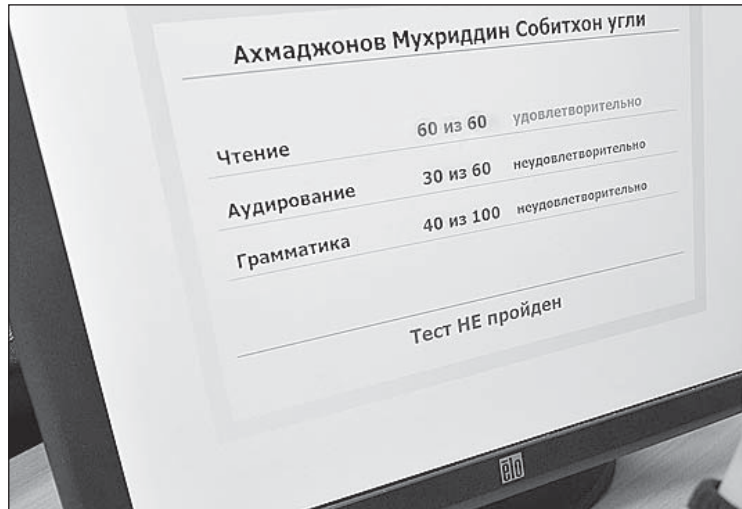 Ахмаджонов Мухриддин Собитхон угли
Чтение 60 из 60 удовлетворительно
Аудирование 30 из 60 неудовлетворительно
Грамматика 40 из 100 неудовлетворительно
Тест НЕ пройден
elo